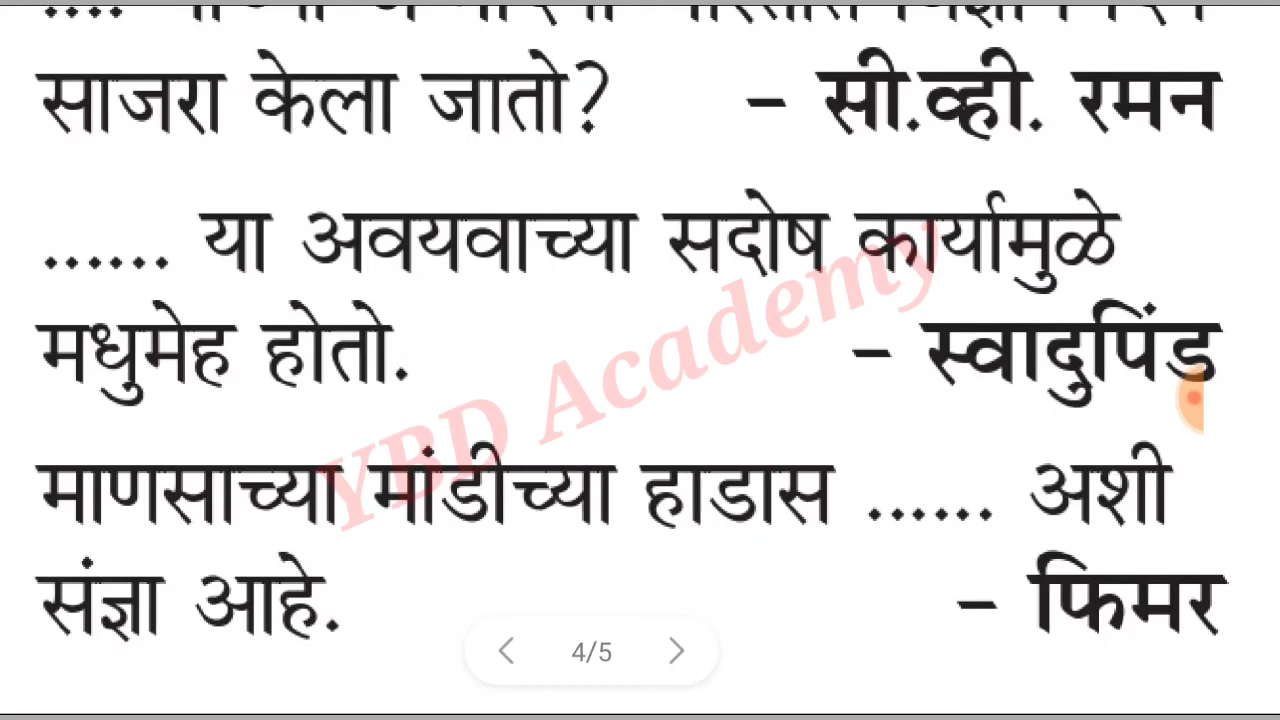 साजरा केला जातो? – सी.व्ही. रमन
...... या अवयवाच्या सदोष कार्यामुळे
मधुमेह होतो. – स्वादुपिंड
माणसाच्या मांडीच्या हाडास ...... अशी
संज्ञा आहे. – फिमर
YBD Academy
4/5